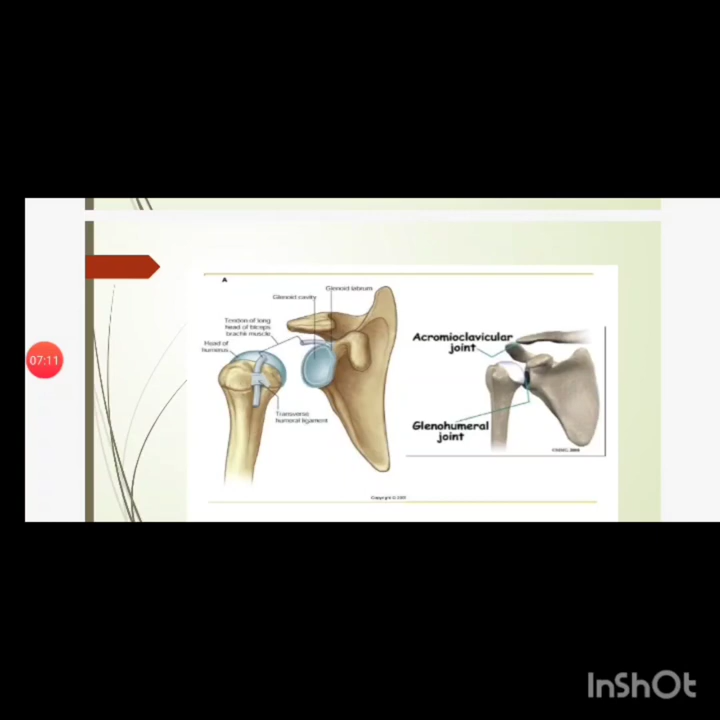 A
Glenoid labrum
Glenoid cavity
Tendon of long
head of biceps
brachii muscle
Head of
humerus
Transverse
humeral ligament
Acromioclavicular
joint
Glenohumeral
joint
07:11
InShOt